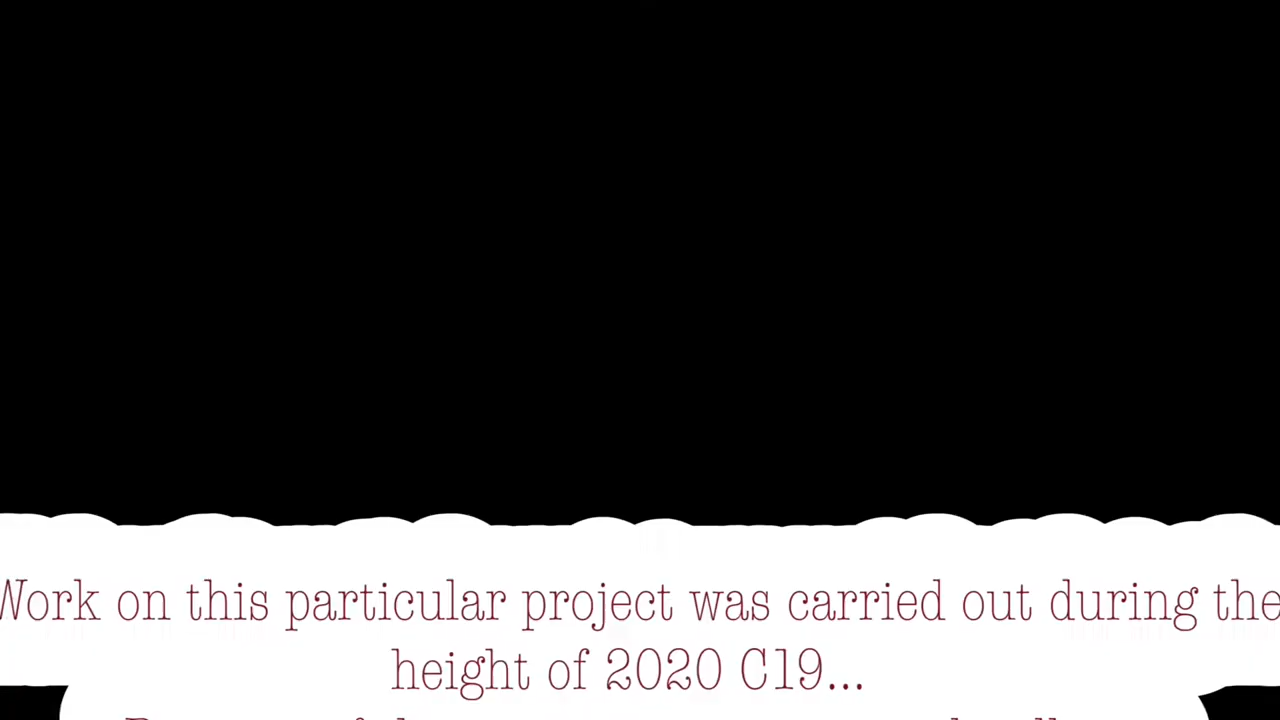 Work on this particular project was carried out during the
height of 2020 C19...